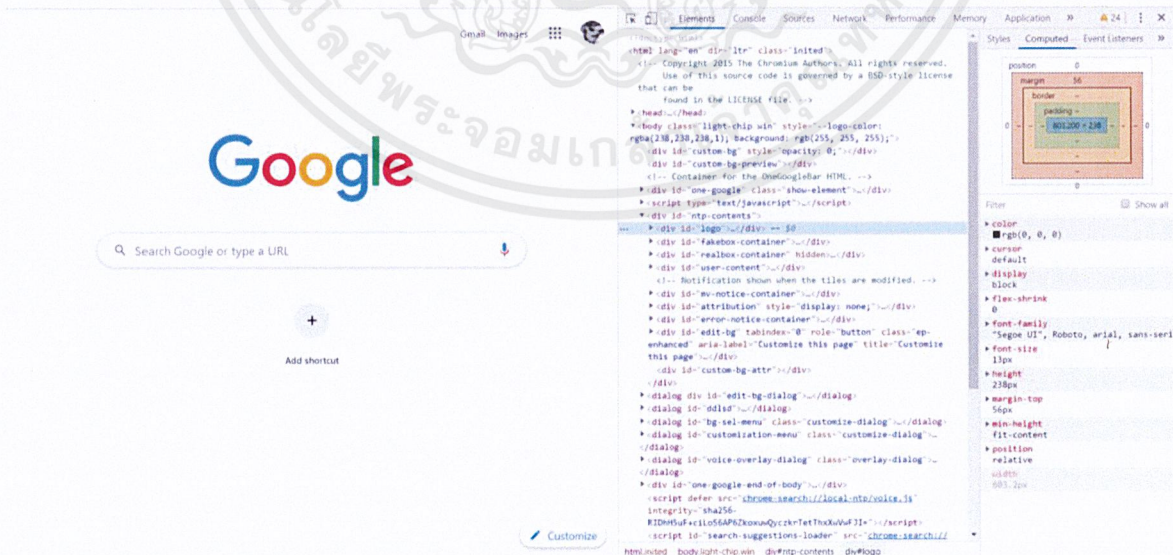 Gmail Images
Google
Search Google or type a URL
+
Add shortcut
Customize
Elements Console Sources Network Performance Memory Application » 24
<!doctype html>
<html lang="en" dir="ltr" class="inited">
<!-- Copyright 2015 The Chromium Authors. All rights reserved.
Use of this source code is governed by a BSD-style license
that can be
found in the LICENSE file. -->
<head>…</head>
<body class="light-chip win" style="--logo-color:
rgba(238,238,238,1); background: rgb(255, 255, 255);">
<div id="custom-bg" style="opacity: 0;"></div>
<div id="custom-bg-preview"></div>
<!-- Container for the OneGoogleBar HTML. -->
<div id="one-google" class="show-element">…</div>
<script type="text/javascript">…</script>
<div id="ntp-contents">
<div id="logo">…</div> == $0
<div id="fakebox-container">…</div>
<div id="realbox-container" hidden>…</div>
<div id="user-content">…</div>
<!-- Notification shown when the tiles are modified. -->
<div id="mv-notice-container">…</div>
<div id="attribution" style="display: none;">…</div>
<div id="error-notice-container">…</div>
<div id="edit-bg" tabindex="0" role="button" class="ep-
enhanced" aria-label="Customize this page" title="Customize
this page">…</div>
<div id="custom-bg-attr"></div>
</div>
<dialog div id="edit-bg-dialog">…</dialog>
<dialog id="ddlsd">…</dialog>
<dialog id="bg-sel-menu" class="customize-dialog">…</dialog>
<dialog id="customization-menu" class="customize-dialog">…
</dialog>
<dialog id="voice-overlay-dialog" class="overlay-dialog">…
</dialog>
<div id="one-google-end-of-body">…</div>
<script defer src="chrome-search://local-ntp/voice.js"
integrity="sha256-
<script id="search-suggestions-loader" src="chrome-search://
html.inited body.light-chip.win div#ntp-contents div#logo
Styles Computed Event Listeners »
position 0
margin 56
border -
padding -
0 603.200 × 238 0
0
Filter Show all
color
rgb(0, 0, 0)
cursor
default
display
block
flex-shrink
0
font-family
"Segoe UI", Roboto, arial, sans-seri
font-size
13px
height
238px
margin-top
56px
min-height
fit-content
position
relative
width
603.2px